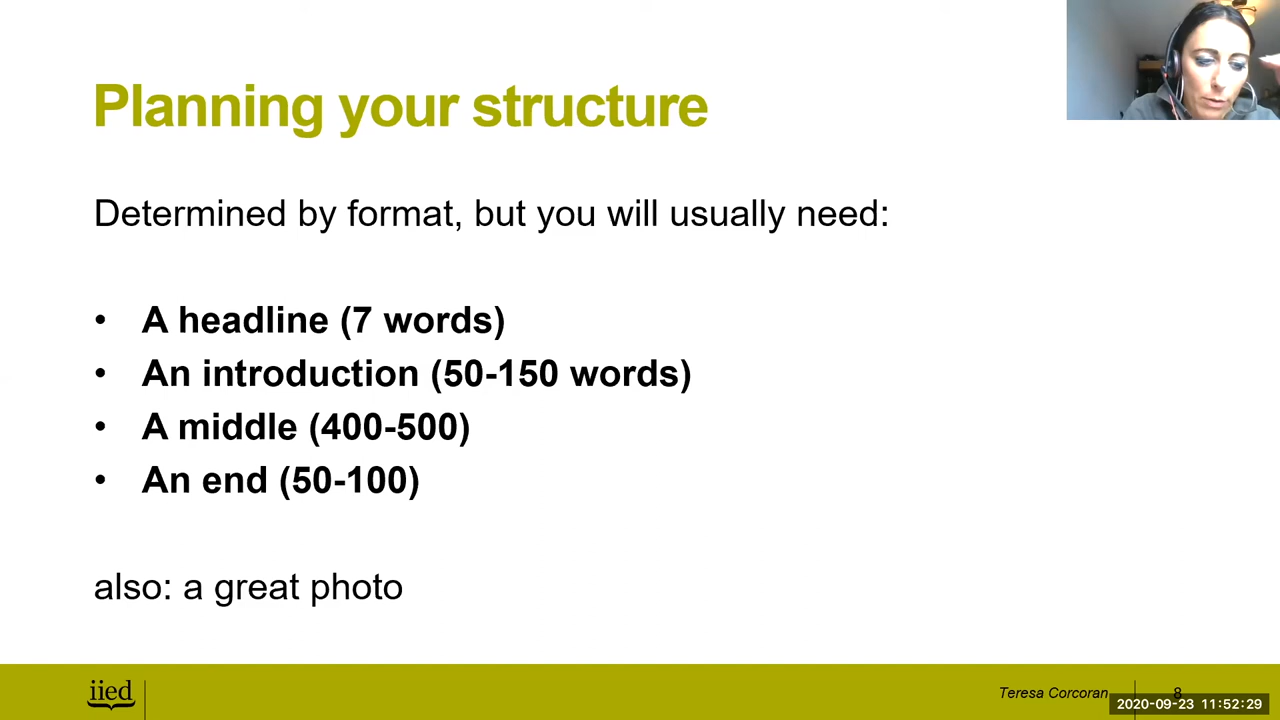 Planning your structure
Determined by format, but you will usually need:
• A headline (7 words)
• An introduction (50-150 words)
• A middle (400-500)
• An end (50-100)
also: a great photo
iied
Teresa Corcoran
8
2020-09-23 11:52:29